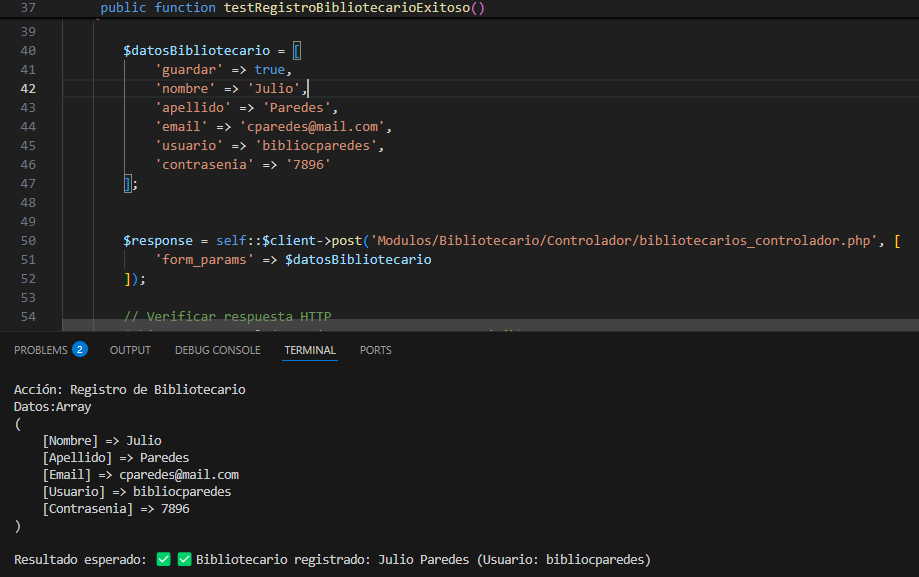 37 public function testRegistroBibliotecarioExitoso()
39
40 $datosBibliotecario = [
41 'guardar' => true,
42 'nombre' => 'Julio',
43 'apellido' => 'Paredes',
44 'email' => 'cparedes@mail.com',
45 'usuario' => 'bibliocparedes',
46 'contrasenia' => '7896'
47 ];
48
49
50 $response = self::$client->post('Modulos/Bibliotecario/Controlador/bibliotecarios_controlador.php', [
51 'form_params' => $datosBibliotecario
52 ]);
53
54 // Verificar respuesta HTTP
PROBLEMS 2 OUTPUT DEBUG CONSOLE TERMINAL PORTS
Acción: Registro de Bibliotecario
Datos:Array
(
[Nombre] => Julio
[Apellido] => Paredes
[Email] => cparedes@mail.com
[Usuario] => bibliocparedes
[Contrasenia] => 7896
)
Resultado esperado: ✅ ✅ Bibliotecario registrado: Julio Paredes (Usuario: bibliocparedes)